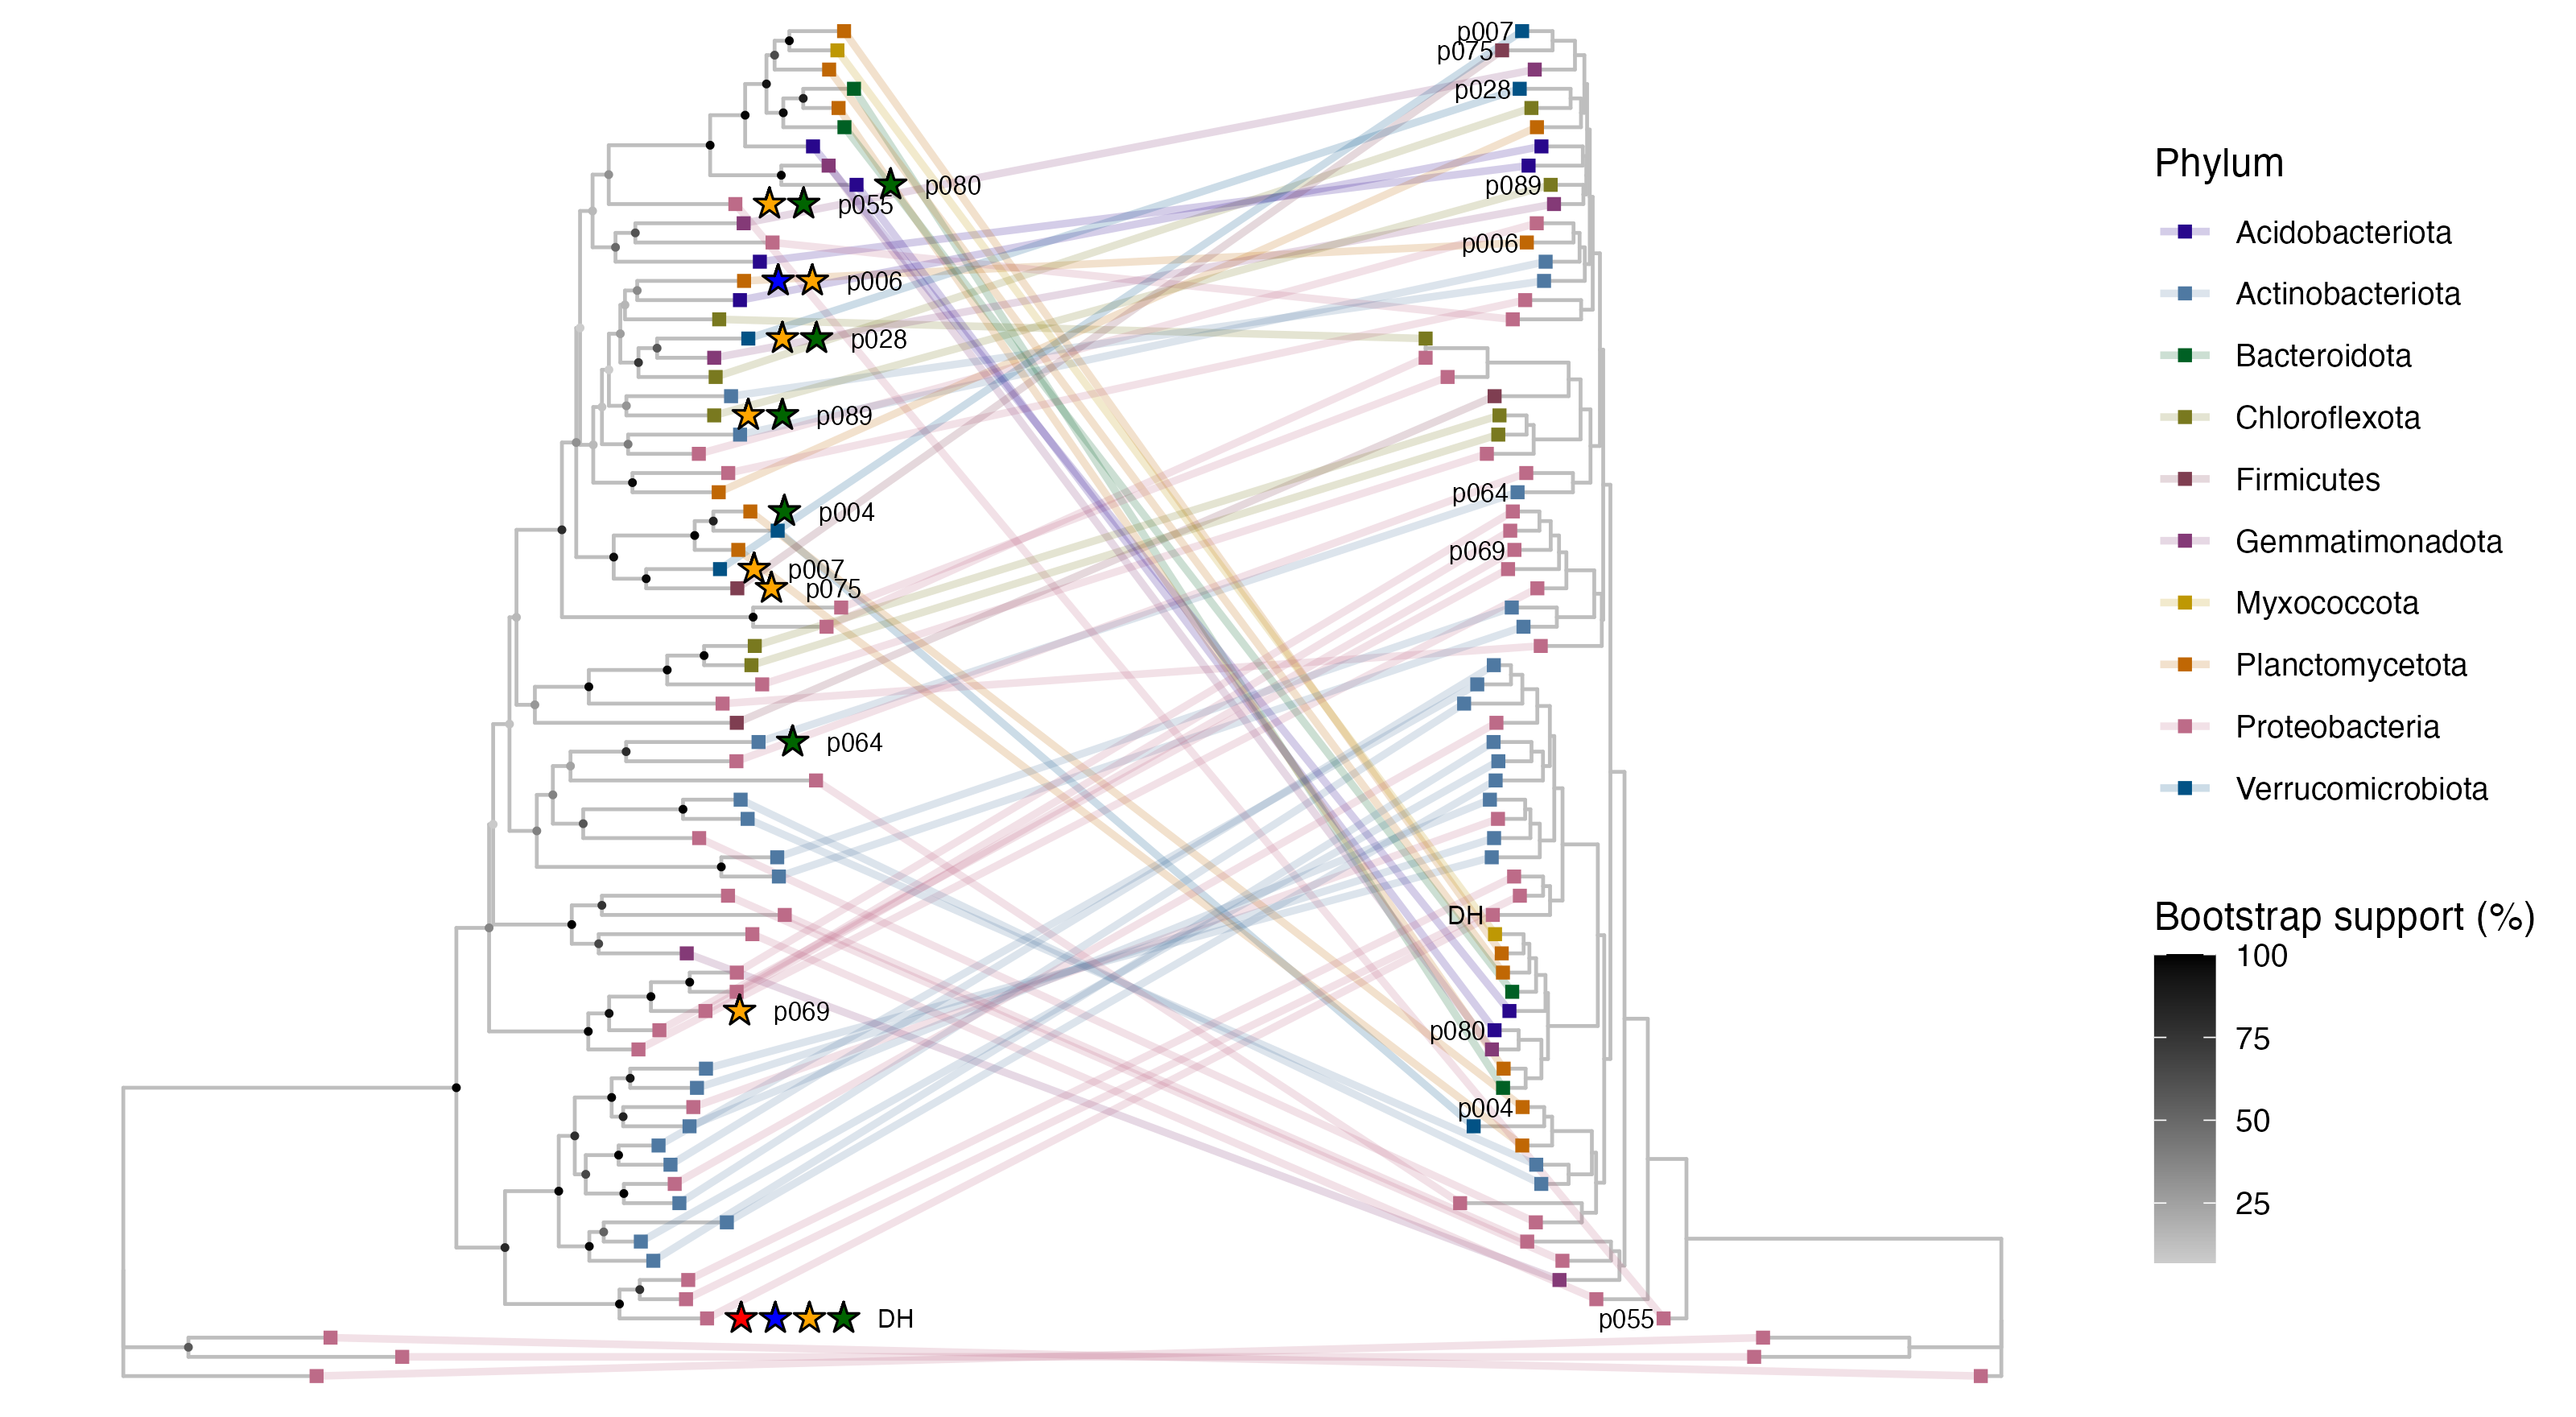 p080
p055
p006
p028
p089
p004
p007
p075
p064
p069
DH
p007
p075
p028
p089
p006
p064
p069
DH
p080
p004
p055
Phylum
Acidobacteriota
Actinobacteriota
Bacteroidota
Chloroflexota
Firmicutes
Gemmatimonadota
Myxococcota
Planctomycetota
Proteobacteria
Verrucomicrobiota
Bootstrap support (%)
100
75
50
25